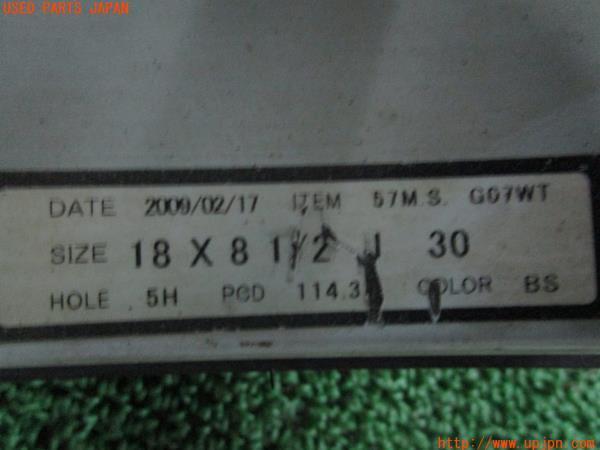 USED PARTS JAPAN
DATE 2009/02/17 ITEM 57M.S. G07WT
SIZE 18 X 8 1/2 J 30
HOLE 5H PCD 114.3 COLOR BS
http://www.upjpn.com